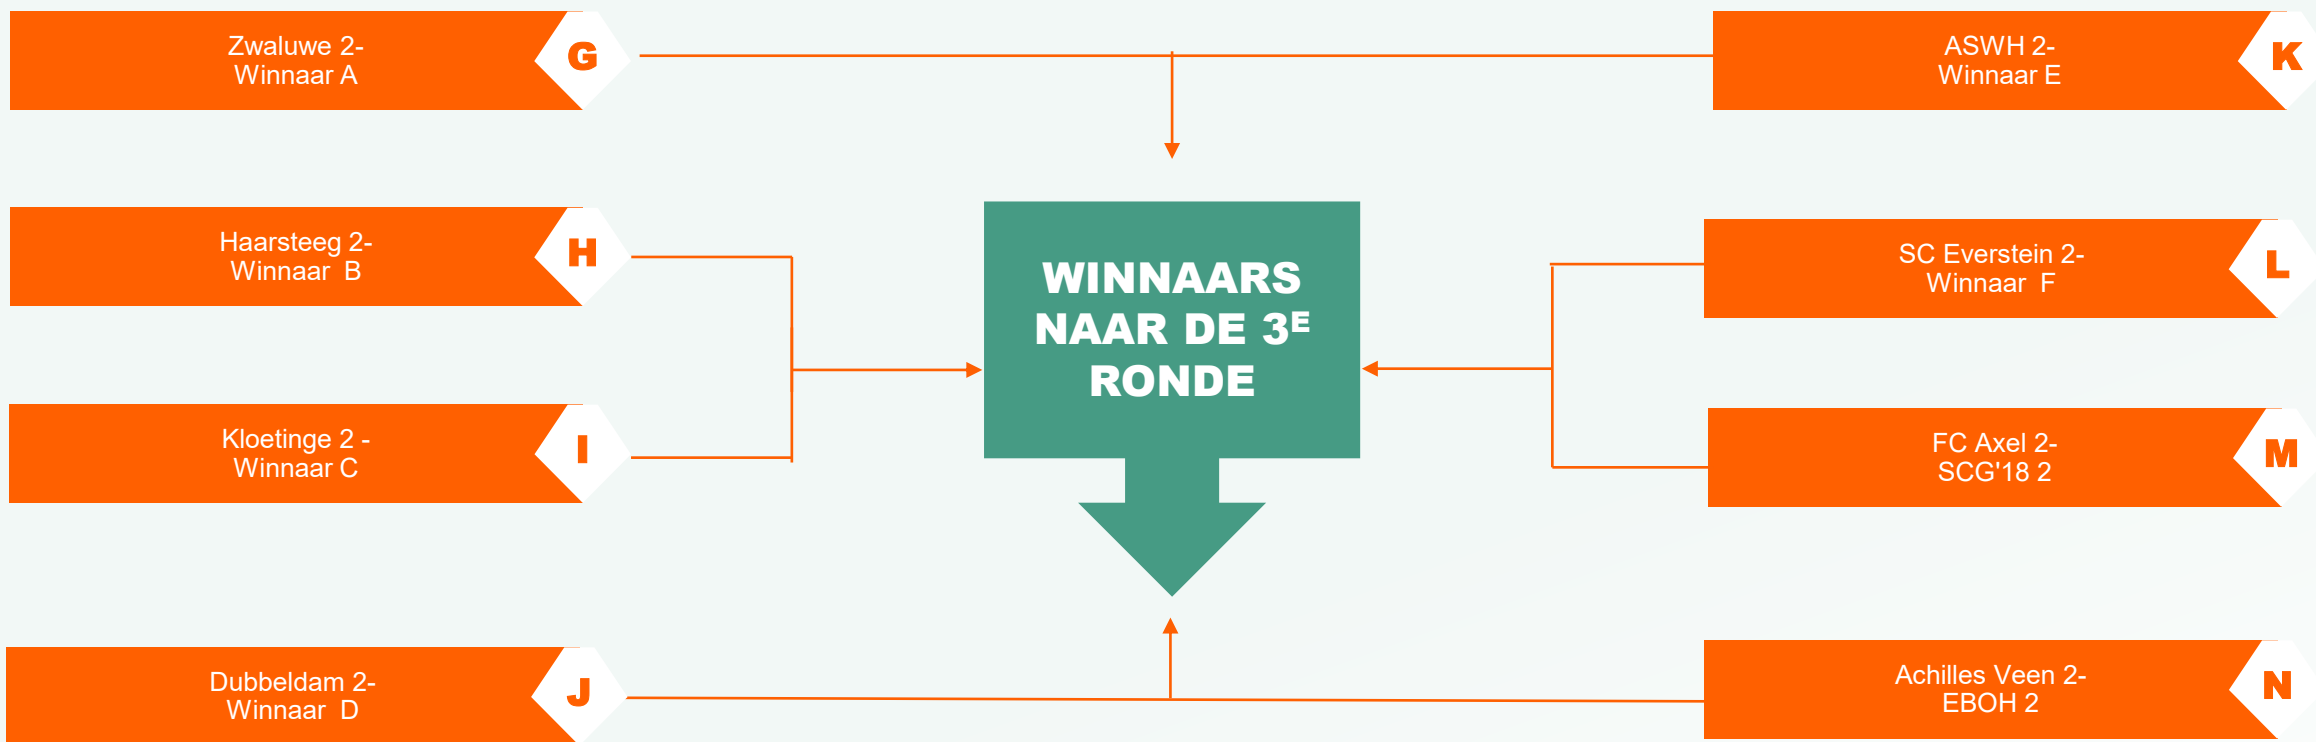 Zwaluwe 2-
Winnaar A
G
ASWH 2-
Winnaar E
K
Haarsteeg 2-
Winnaar  B
H
SC Everstein 2-
Winnaar  F
L
WINNAARS
NAAR DE 3E
RONDE
Kloetinge 2 -
Winnaar C
I
FC Axel 2-
SCG'18 2
M
Dubbeldam 2-
Winnaar  D
J
Achilles Veen 2-
EBOH 2
N